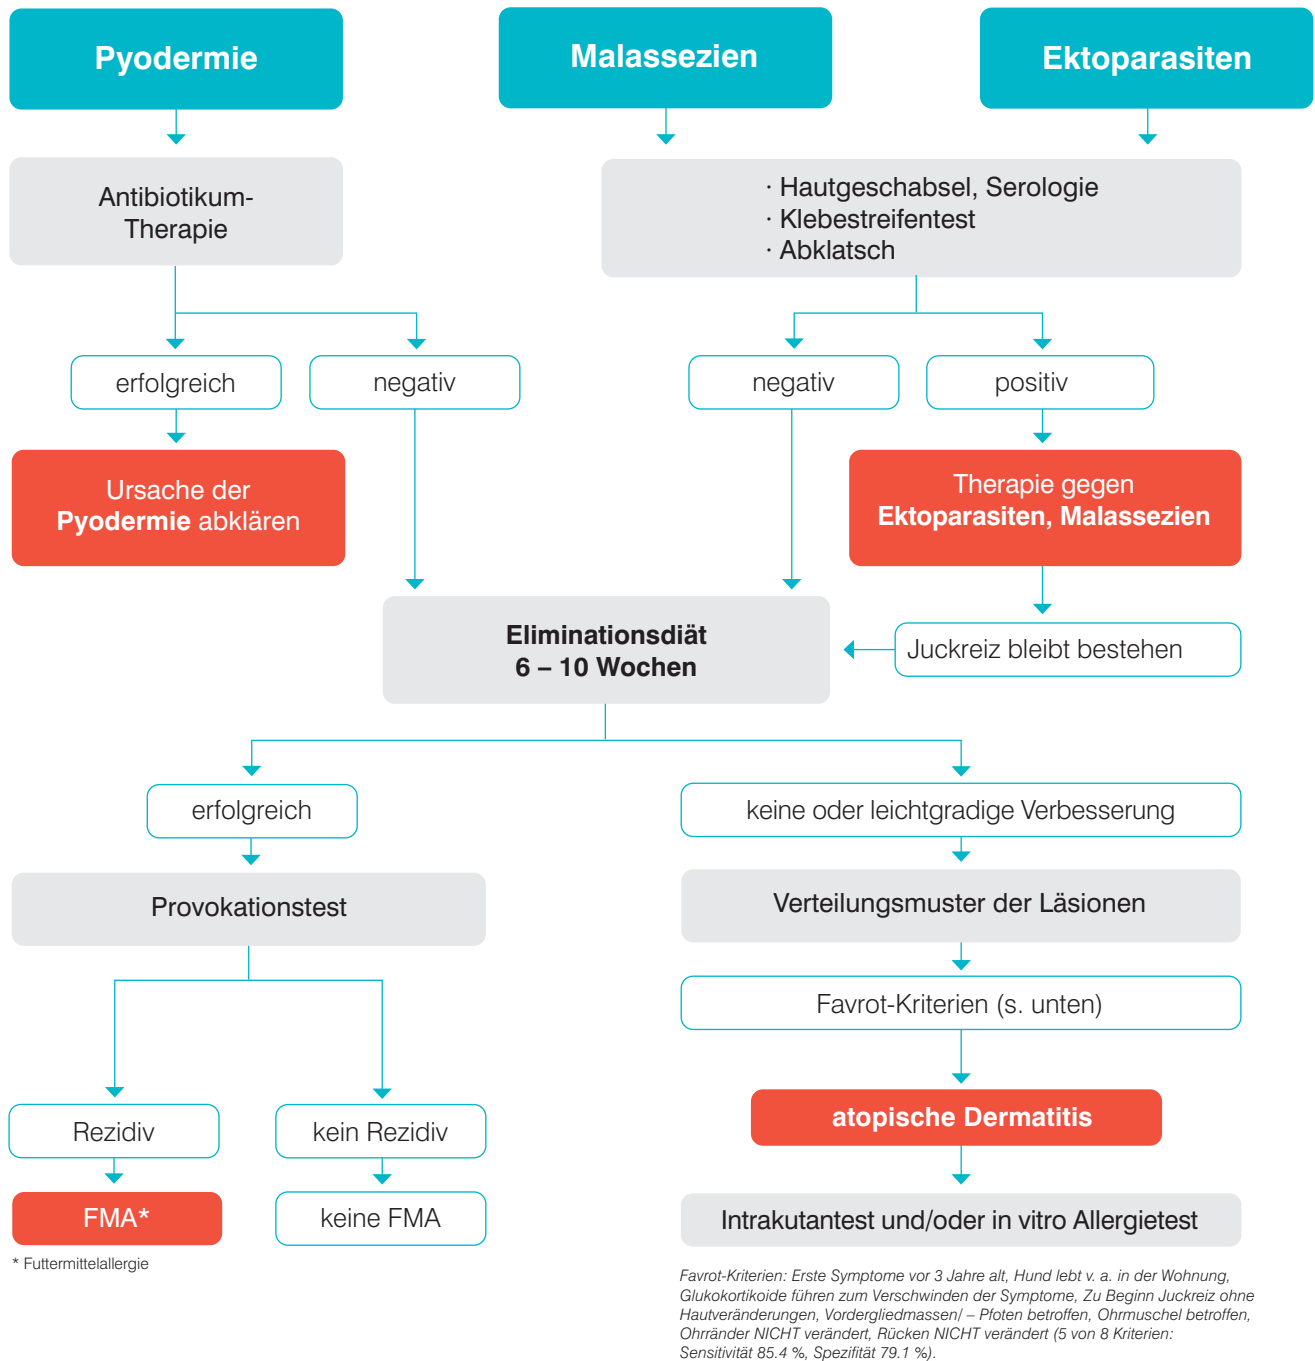 Pyodermie
Malassezien
Ektoparasiten
Antibiotikum-
Therapie
· Hautgeschabsel, Serologie
· Klebestreifentest
· Abklatsch
erfolgreich
negativ
negativ
positiv
Ursache der
Pyodermie abklären
Therapie gegen
Ektoparasiten, Malassezien
Eliminationsdiät
6 – 10 Wochen
Juckreiz bleibt bestehen
erfolgreich
keine oder leichtgradige Verbesserung
Provokationstest
Verteilungsmuster der Läsionen
Favrot-Kriterien (s. unten)
Rezidiv
kein Rezidiv
atopische Dermatitis
FMA*
keine FMA
Intrakutantest und/oder in vitro Allergietest
* Futtermittelallergie
Favrot-Kriterien: Erste Symptome vor 3 Jahre alt, Hund lebt v. a. in der Wohnung,
Glukokortikoide führen zum Verschwinden der Symptome, Zu Beginn Juckreiz ohne
Hautveränderungen, Vordergliedmassen/ – Pfoten betroffen, Ohrmuschel betroffen,
Ohrränder NICHT verändert, Rücken NICHT verändert (5 von 8 Kriterien:
Sensitivität 85.4 %, Spezifität 79.1 %).